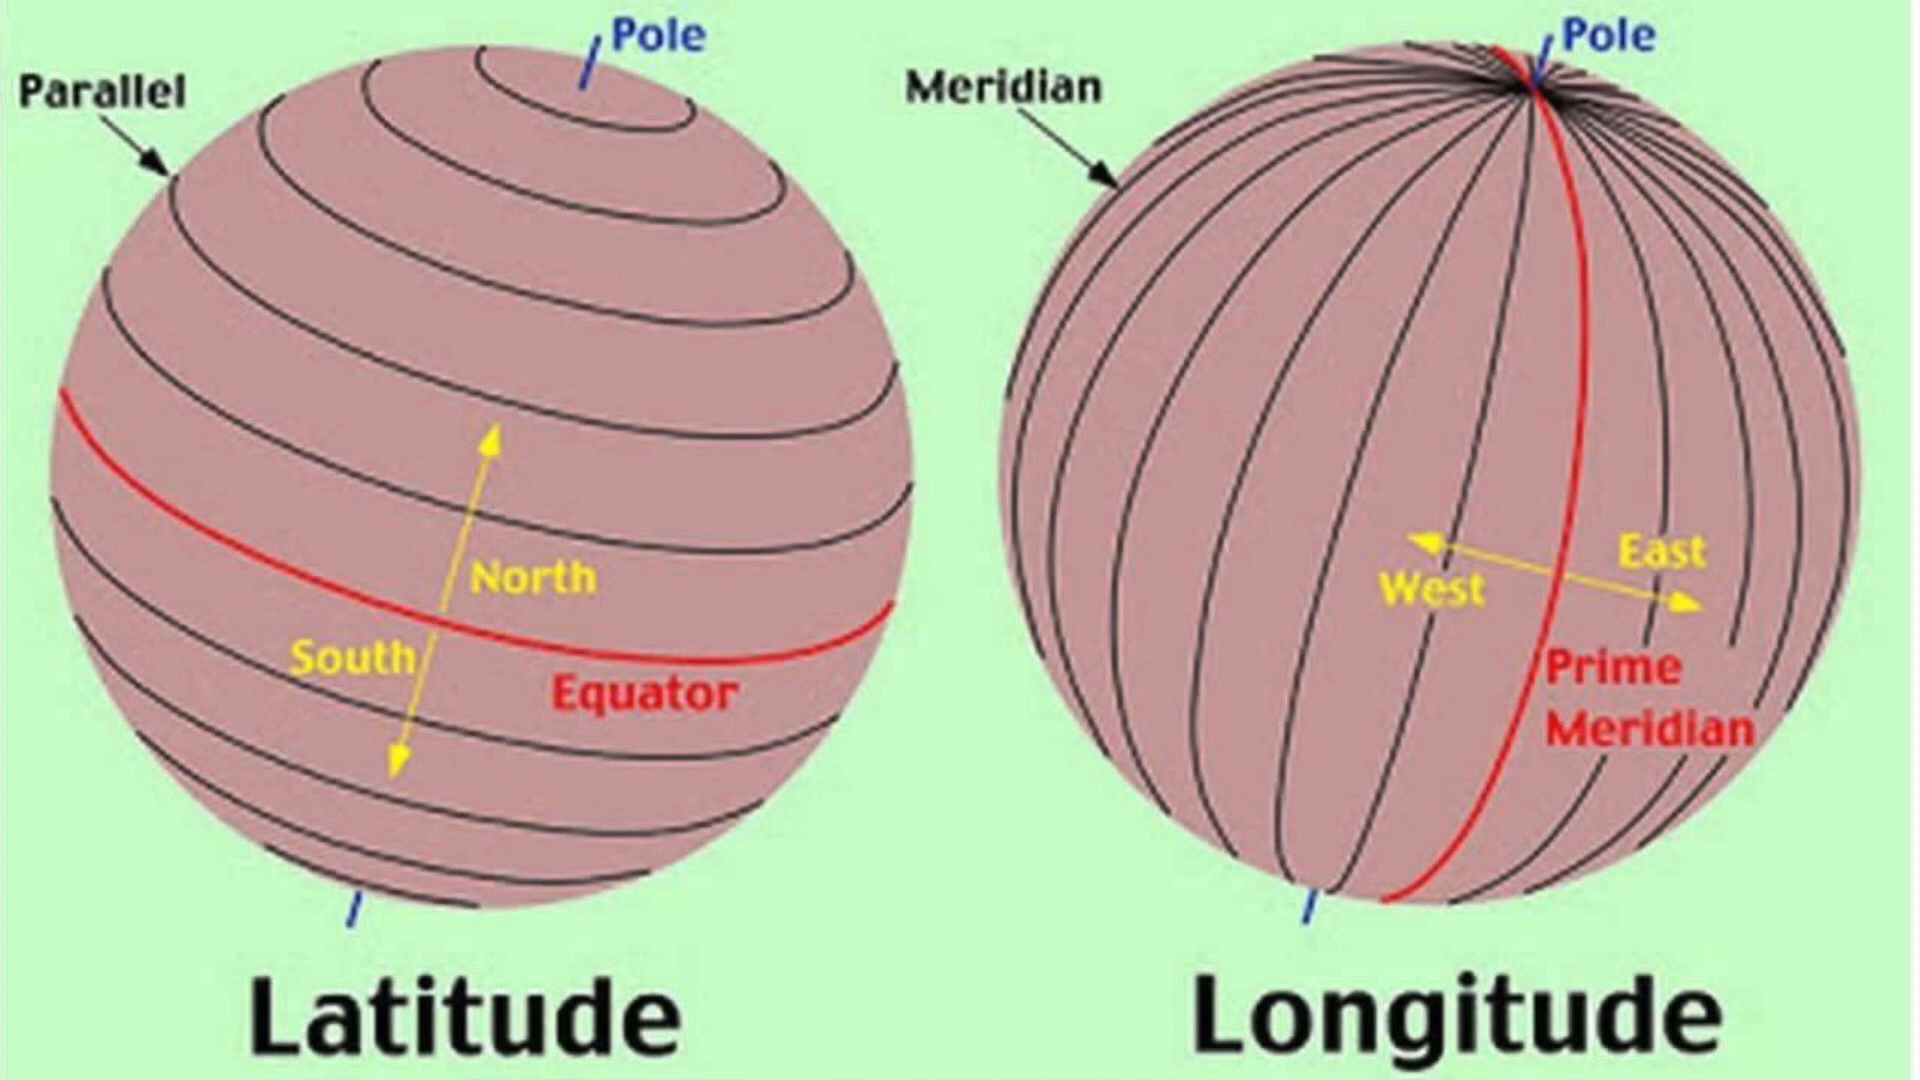 Pole
Parallel
North
South
Equator
Latitude
Pole
Meridian
East
West
Prime
Meridian
Longitude